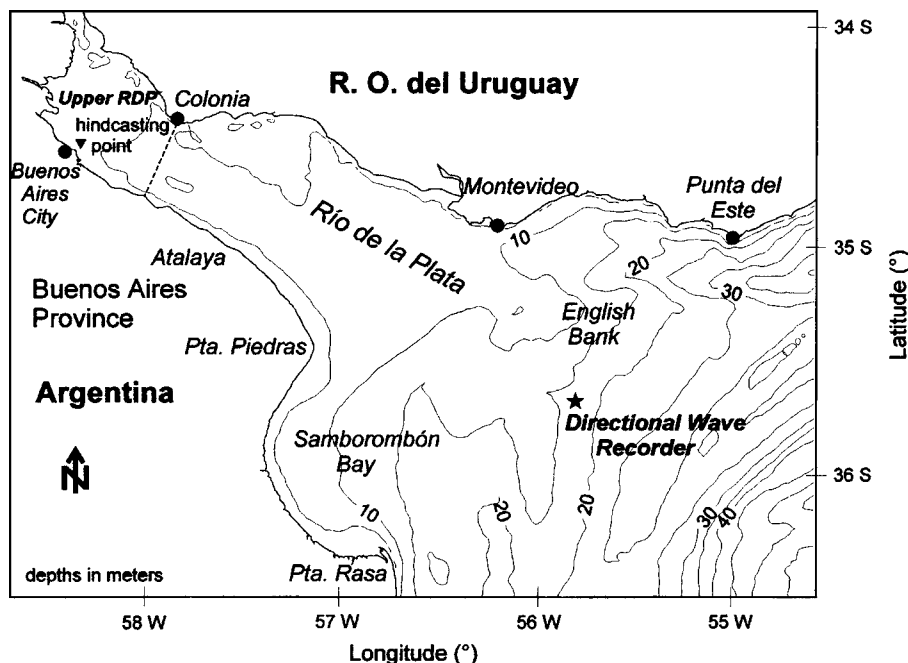 34 S
R. O. del Uruguay
Upper RDP
Colonia
hindcasting
point
Buenos
Aires
City
Montevideo
Punta del
Este
10
Río de la Plata
35 S
20
Atalaya
30
Buenos Aires
Province
English
Bank
Latitude (°)
Pta. Piedras
Argentina
Directional Wave
Recorder
Samborombón
Bay
N
36 S
10
20
20
30
40
depths in meters
Pta. Rasa
58 W
57 W
56 W
55 W
Longitude (°)